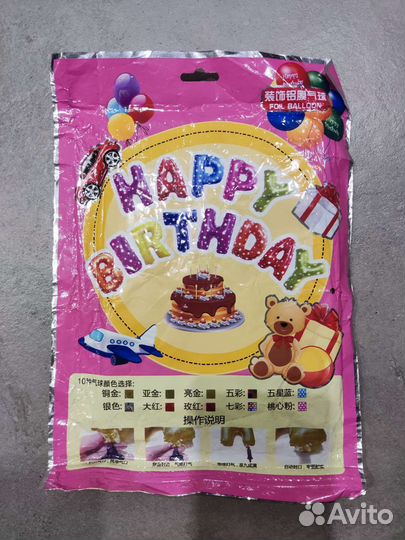 装饰铝膜气球
FOIL BALLOON
HAPPY
BIRTHDAY
10种气球颜色选择:
铜金: 亚金: 亮金: 五彩: 五星蓝:
银色: 大红: 玫红: 七彩: 桃心粉:
操作说明
Avito